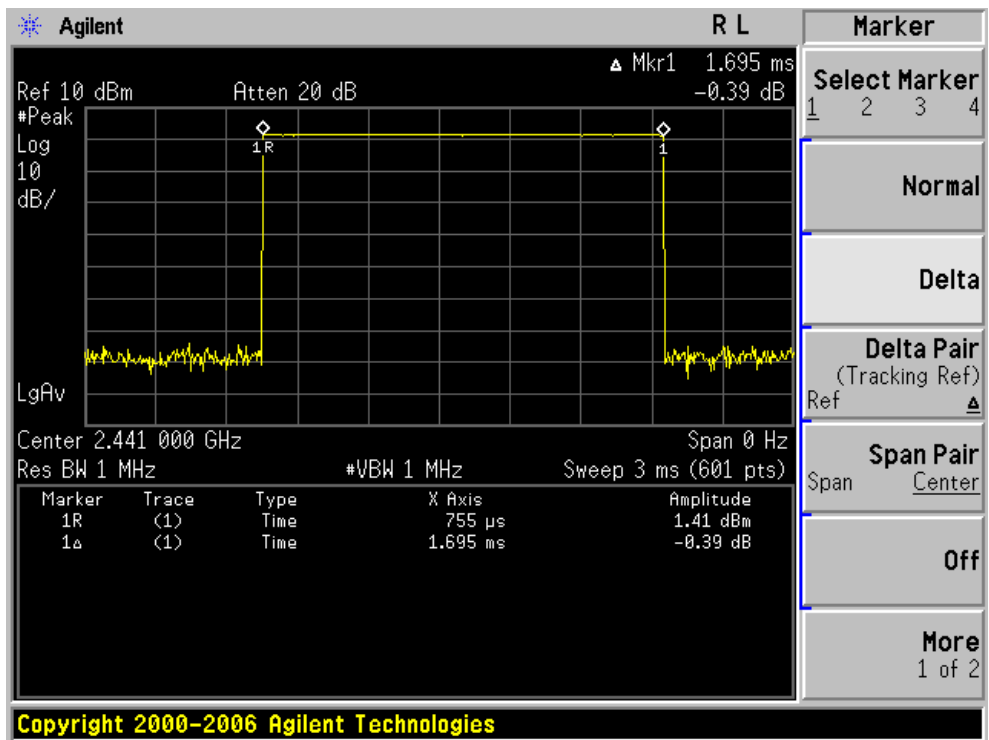 Agilent
R L
Marker
Δ Mkr1 1.695 ms
Ref 10 dBm Atten 20 dB -0.39 dB
#Peak
Log
10
dB/
1R
1
LgAv
Center 2.441 000 GHz Span 0 Hz
Res BW 1 MHz #VBW 1 MHz Sweep 3 ms (601 pts)
Marker Trace Type X Axis Amplitude
1R (1) Time 755 µs 1.41 dBm
1Δ (1) Time 1.695 ms -0.39 dB
Select Marker
1 2 3 4
Normal
Delta
Delta Pair
(Tracking Ref)
Ref Δ
Span Pair
Span Center
Off
More
1 of 2
Copyright 2000-2006 Agilent Technologies